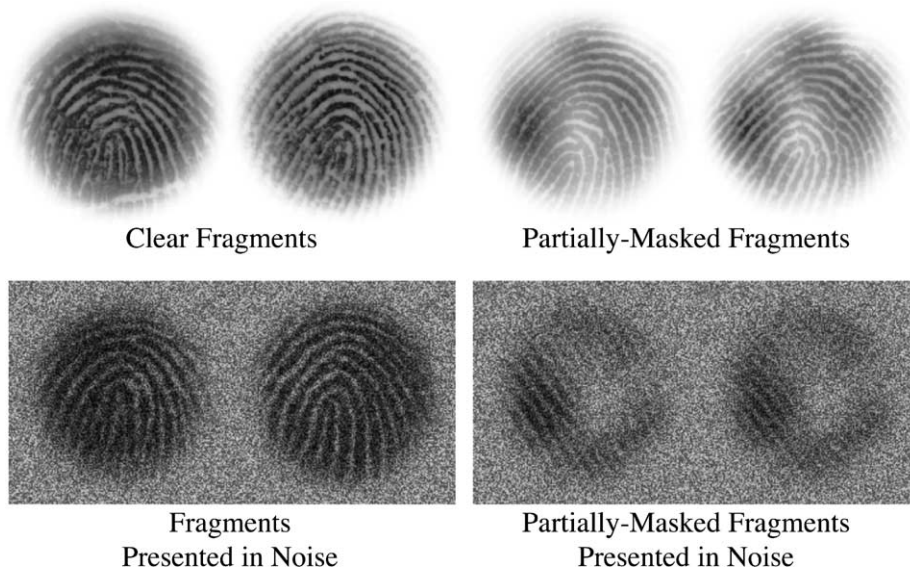 Clear Fragments
Partially-Masked Fragments
Fragments
Presented in Noise
Partially-Masked Fragments
Presented in Noise